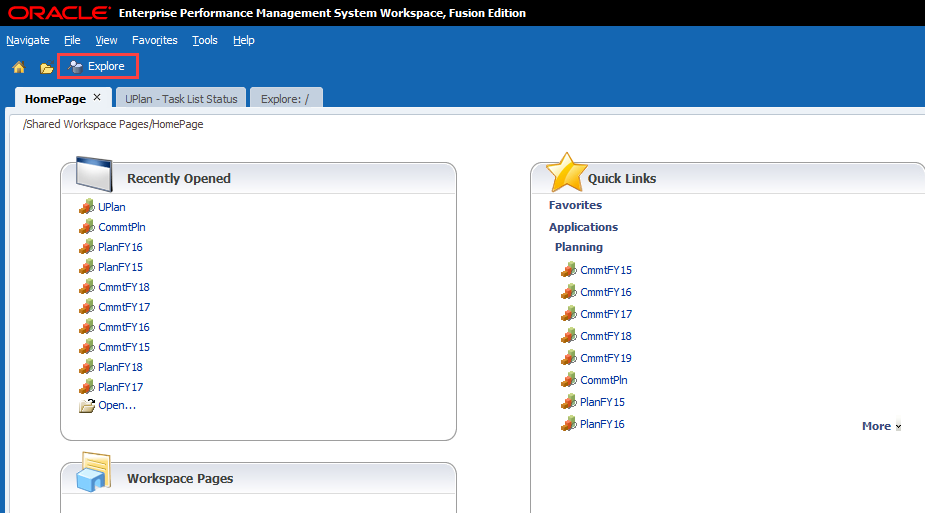 ORACLE Enterprise Performance Management System Workspace, Fusion Edition
Navigate File View Favorites Tools Help
Explore
HomePage × UPlan - Task List Status Explore: /
/Shared Workspace Pages/HomePage
Recently Opened
UPlan
CommtPln
PlanFY16
PlanFY15
CmmtFY18
CmmtFY17
CmmtFY16
CmmtFY15
PlanFY18
PlanFY17
Open...
Workspace Pages
Quick Links
Favorites
Applications
Planning
CmmtFY15
CmmtFY16
CmmtFY17
CmmtFY18
CmmtFY19
CommtPln
PlanFY15
PlanFY16
More